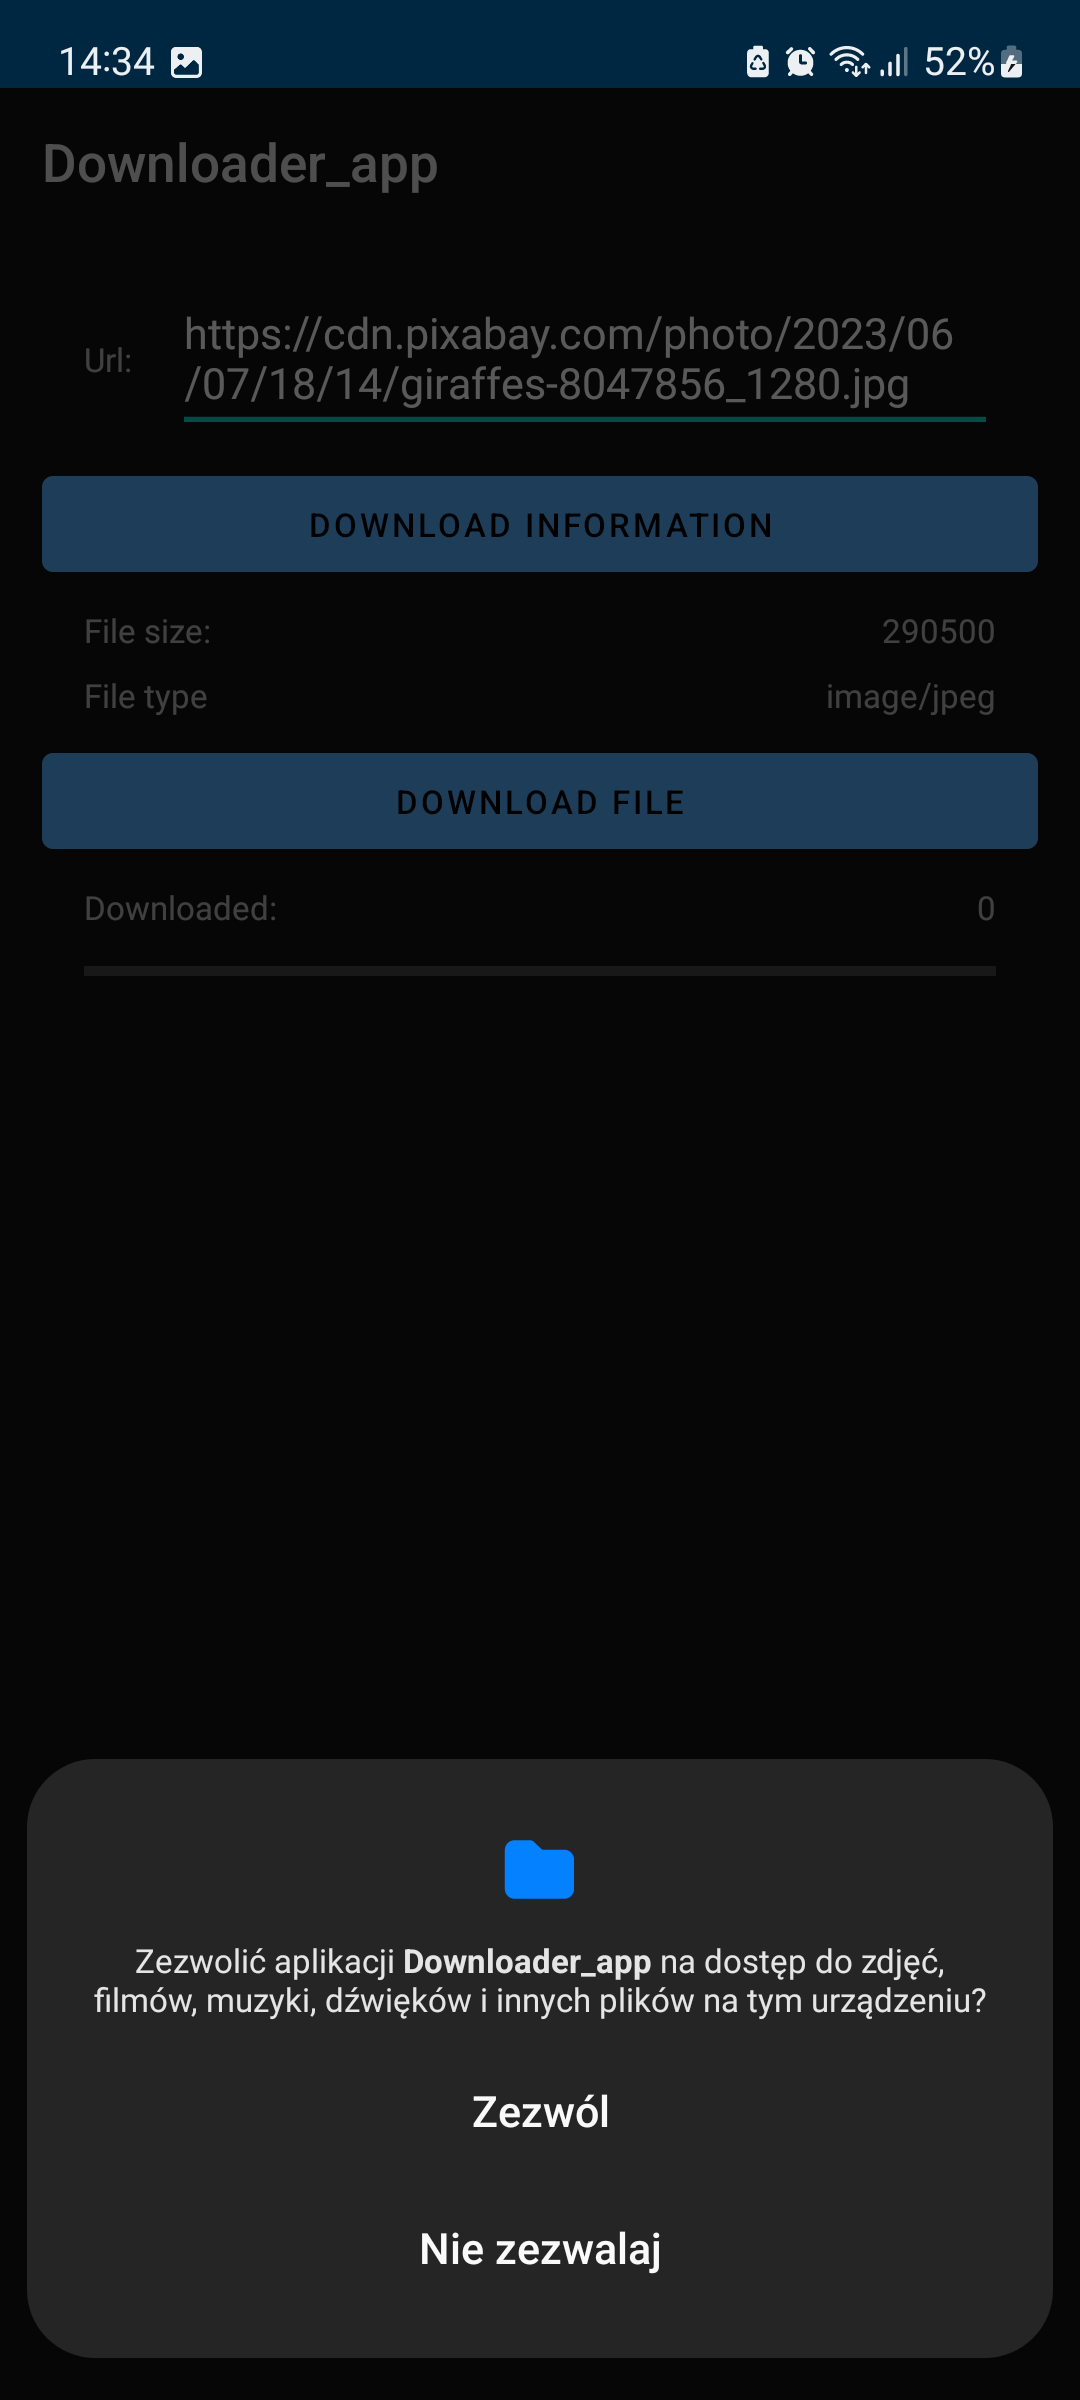 14:34
52%
Downloader_app
Url:
https://cdn.pixabay.com/photo/2023/06
/07/18/14/giraffes-8047856_1280.jpg
DOWNLOAD INFORMATION
File size: 290500
File type image/jpeg
DOWNLOAD FILE
Downloaded: 0
Zezwolić aplikacji Downloader_app na dostęp do zdjęć,
filmów, muzyki, dźwięków i innych plików na tym urządzeniu?
Zezwól
Nie zezwalaj